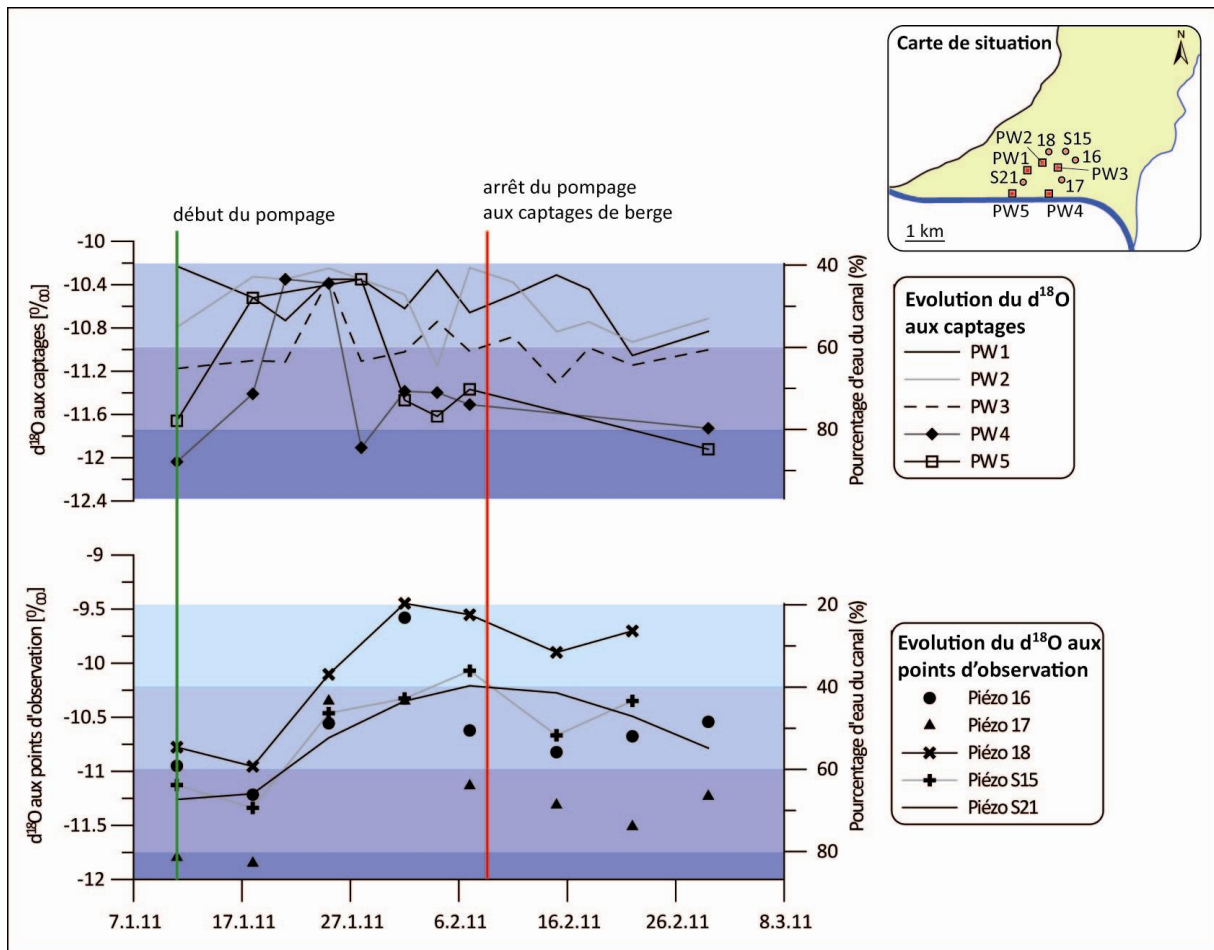 Carte de situation
N
PW2
18
S15
PW1
16
S21
PW3
17
PW5
PW4
1 km
début du pompage
arrêt du pompage
aux captages de berge
d¹⁸O aux captages [⁰/₀₀]
-10
-10.4
-10.8
-11.2
-11.6
-12
-12.4
40
60
80
Pourcentage d'eau du canal (%)
Evolution du d¹⁸O
aux captages
PW1
PW2
PW3
PW4
PW5
d¹⁸O aux points d'observation [⁰/₀₀]
-9
-9.5
-10
-10.5
-11
-11.5
-12
20
40
60
80
Pourcentage d'eau du canal (%)
Evolution du d¹⁸O aux
points d'observation
Piézo 16
Piézo 17
Piézo 18
Piézo S15
Piézo S21
7.1.11
17.1.11
27.1.11
6.2.11
16.2.11
26.2.11
8.3.11